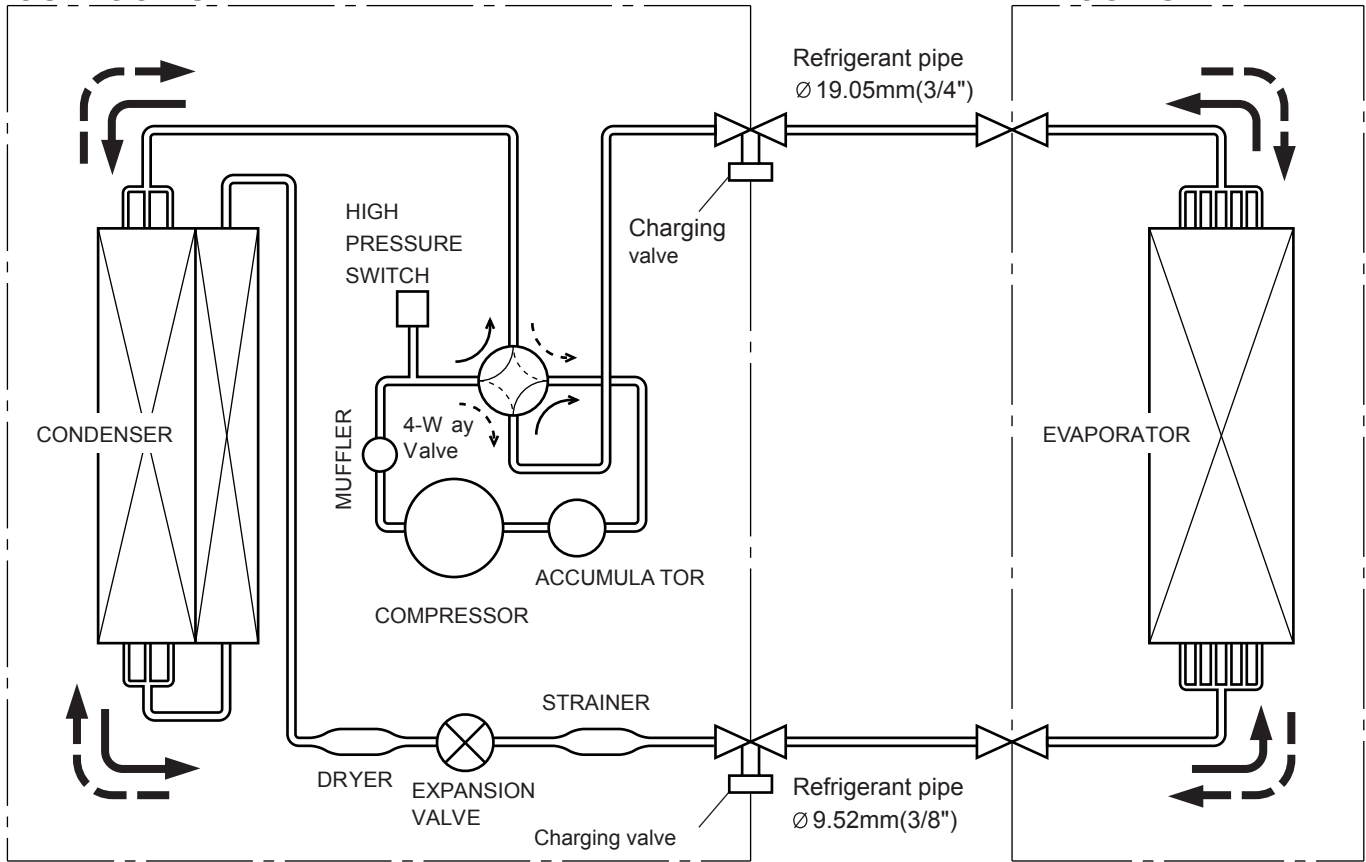 Refrigerant pipe
Ø 19.05mm(3/4")
HIGH
PRESSURE
SWITCH
Charging
valve
CONDENSER
MUFFLER
4-W ay
Valve
EVAPORATOR
ACCUMULA TOR
COMPRESSOR
STRAINER
DRYER
EXPANSION
VALVE
Refrigerant pipe
Ø 9.52mm(3/8")
Charging valve